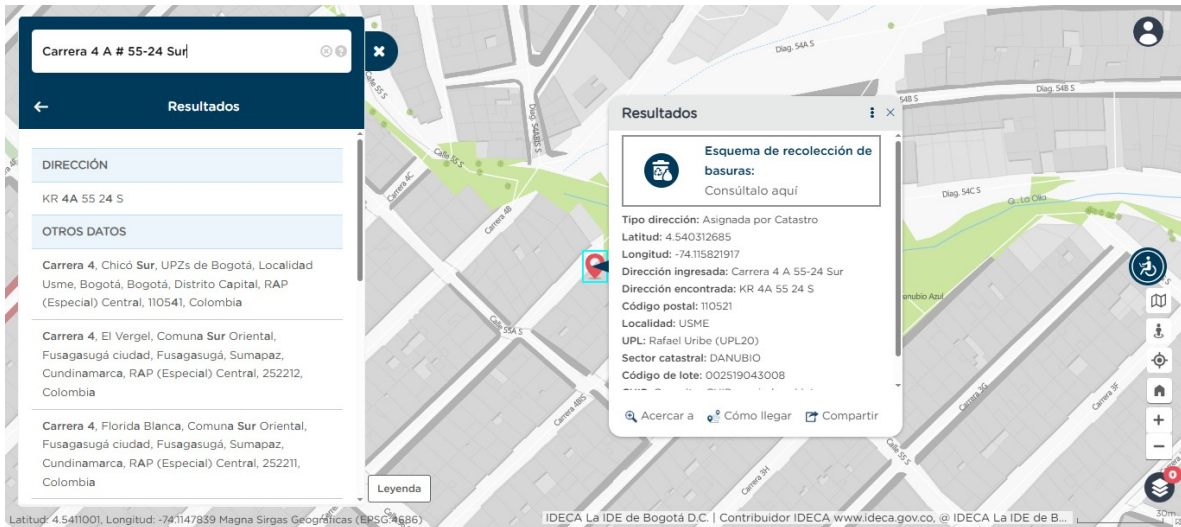 Carrera 4 A # 55-24 Sur
Resultados
DIRECCIÓN
KR 4A 55 24 S
OTROS DATOS
Carrera 4, Chicó Sur, UPZs de Bogotá, Localidad
Usme, Bogotá, Bogotá, Distrito Capital, RAP
(Especial) Central, 110541, Colombia
Carrera 4, El Vergel, Comuna Sur Oriental,
Fusagasugá ciudad, Fusagasugá, Sumapaz,
Cundinamarca, RAP (Especial) Central, 252212,
Colombia
Carrera 4, Florida Blanca, Comuna Sur Oriental,
Fusagasugá ciudad, Fusagasugá, Sumapaz,
Cundinamarca, RAP (Especial) Central, 252211,
Colombia
Resultados
Esquema de recolección de
basuras:
Consúltalo aquí
Tipo dirección: Asignada por Catastro
Latitud: 4.540312685
Longitud: -74.115821917
Dirección ingresada: Carrera 4 A 55-24 Sur
Dirección encontrada: KR 4A 55 24 S
Código postal: 110521
Localidad: USME
UPL: Rafael Uribe (UPL20)
Sector catastral: DANUBIO
Código de lote: 002519043008
Acercar a
Cómo llegar
Compartir
Diag. 54A S
Diag. 54B S
54B S
Diag. 54ABIS S
Calle 55 S
Carrera 4C
Carrera 4B
Diag. 54C S
Q. La Olla
anubio Azul
Calle 55A S
Carrera 4BIS
Carrera 3G
Carrera 3F
Calle 55 S
Carrera 3H
Leyenda
0
30m
Latitud: 4.5411001, Longitud: -74.1147839 Magna Sirgas Geográficas (EPSG:4686)
IDECA La IDE de Bogotá D.C. | Contribuidor IDECA www.ideca.gov.co, @ IDECA La IDE de B...